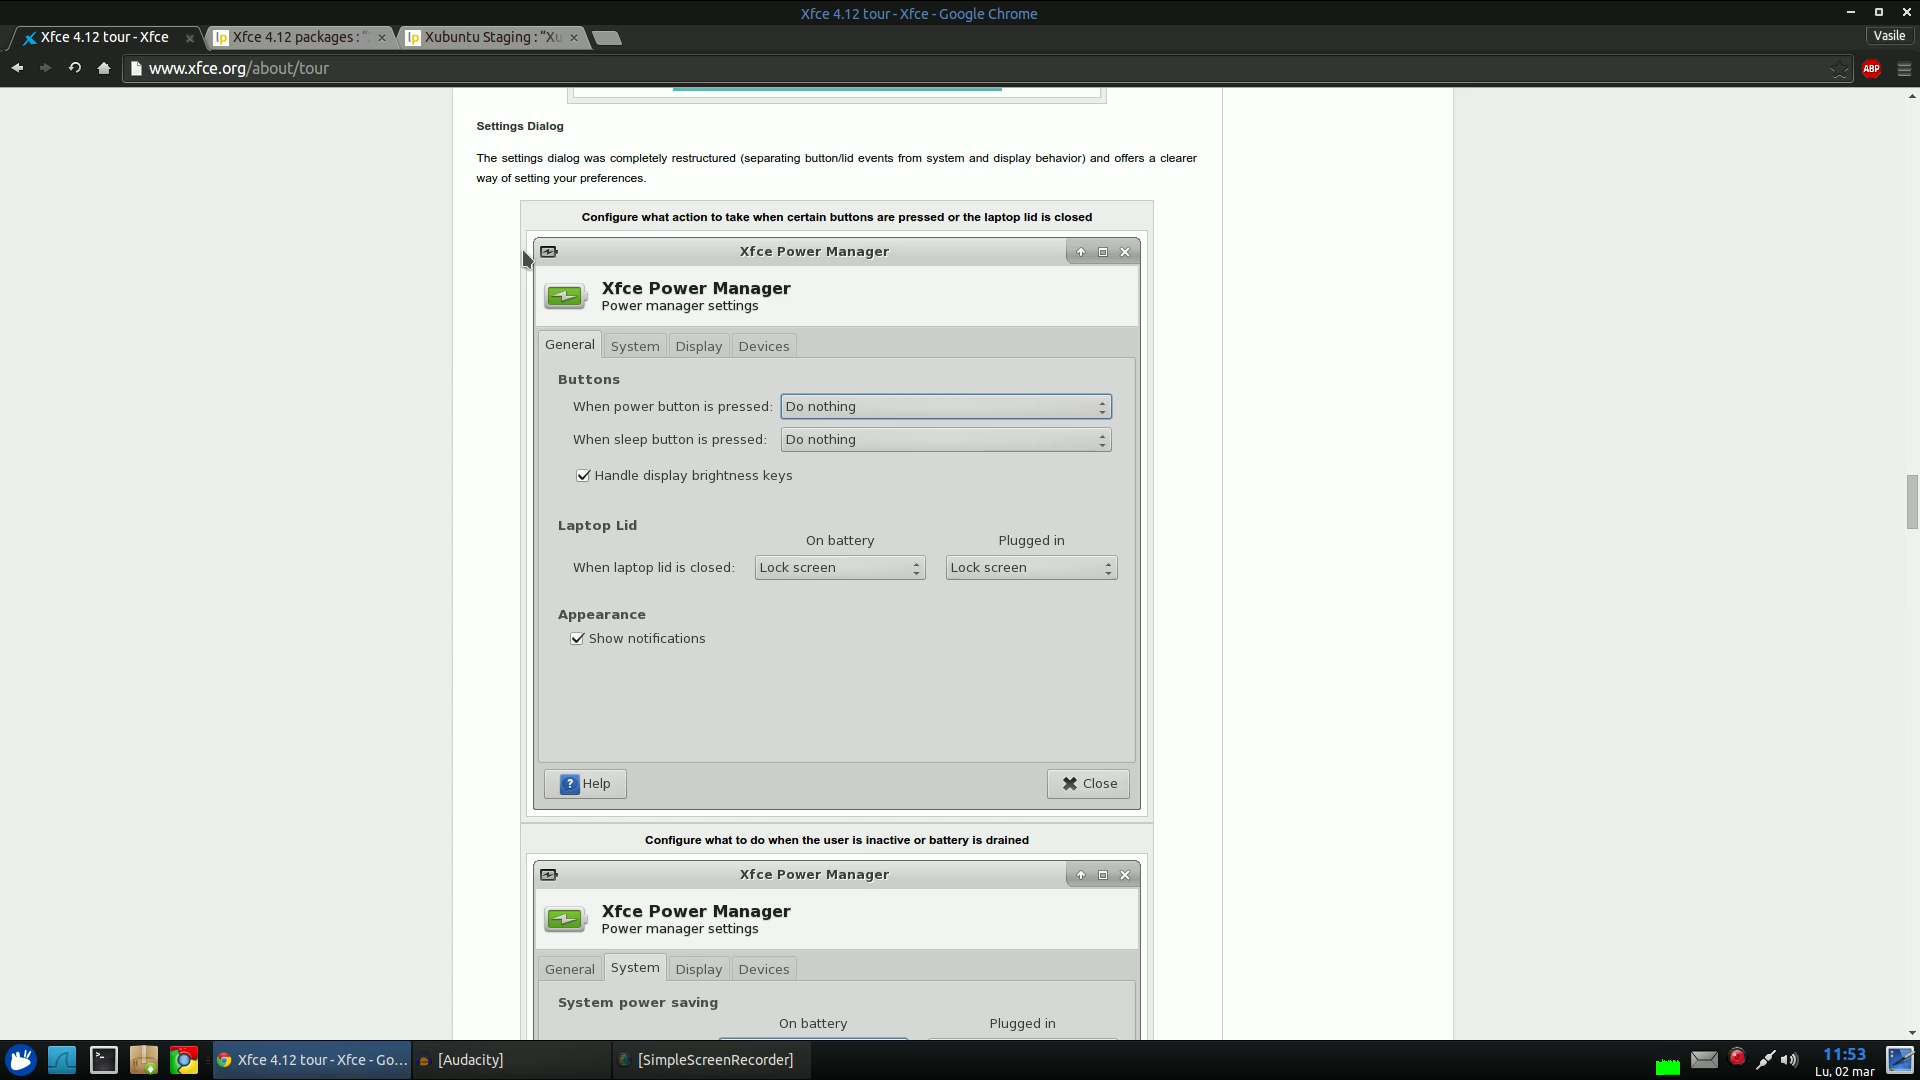 Xfce 4.12 tour - Xfce - Google Chrome
Xfce 4.12 tour - Xfce
Xfce 4.12 packages : “
Xubuntu Staging : “Xu
Vasile
www.xfce.org/about/tour
ABP
Settings Dialog
The settings dialog was completely restructured (separating button/lid events from system and display behavior) and offers a clearer
way of setting your preferences.
Configure what action to take when certain buttons are pressed or the laptop lid is closed
Xfce Power Manager
Xfce Power Manager
Power manager settings
General System Display Devices
Buttons
When power button is pressed: Do nothing
When sleep button is pressed: Do nothing
Handle display brightness keys
Laptop Lid
On battery Plugged in
When laptop lid is closed: Lock screen Lock screen
Appearance
Show notifications
Help Close
Configure what to do when the user is inactive or battery is drained
Xfce Power Manager
Xfce Power Manager
Power manager settings
General System Display Devices
System power saving
On battery Plugged in
Xfce 4.12 tour - Xfce - Go...
[Audacity]
[SimpleScreenRecorder]
11:53
Lu, 02 mar